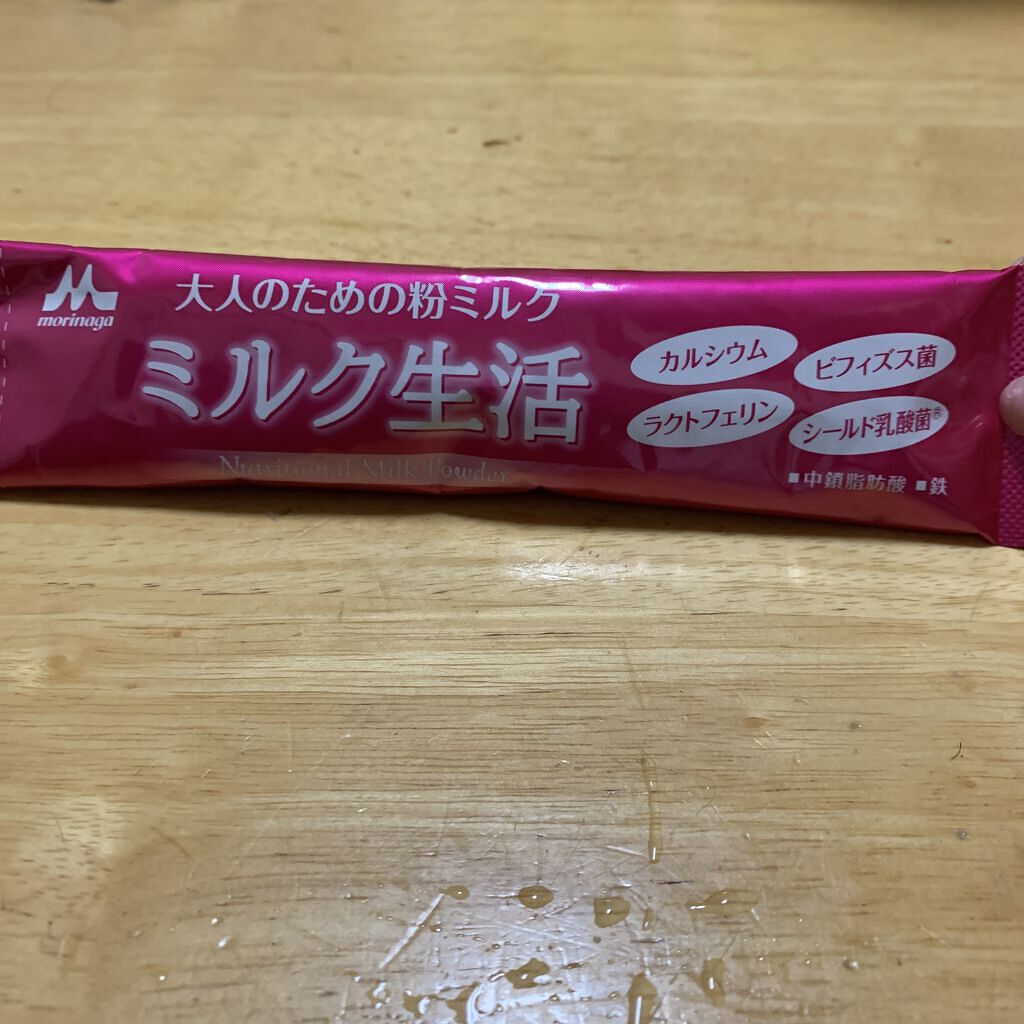 morinaga
大人のための粉ミルク
ミルク生活
Nutritional Milk Powder
カルシウム
ビフィズス菌
ラクトフェリン
シールド乳酸菌®
■中鎖脂肪酸 ■鉄